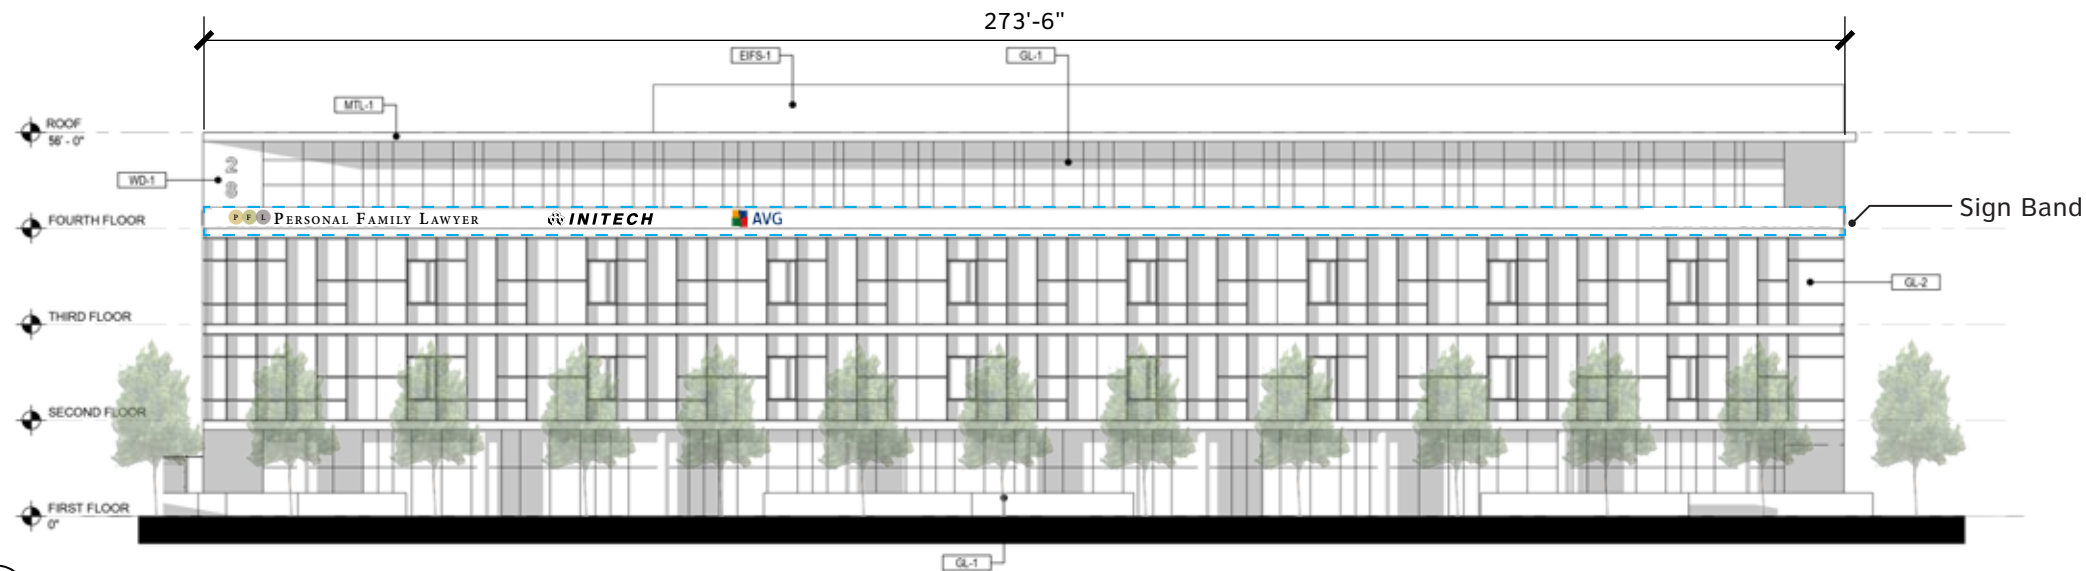 273'-6"
EIFS-1
GL-1
MTL-1
ROOF
56' - 0"
2
8
WD-1
P F L PERSONAL FAMILY LAWYER
INITECH
AVG
FOURTH FLOOR
Sign Band
GL-2
THIRD FLOOR
SECOND FLOOR
FIRST FLOOR
0"
GL-1